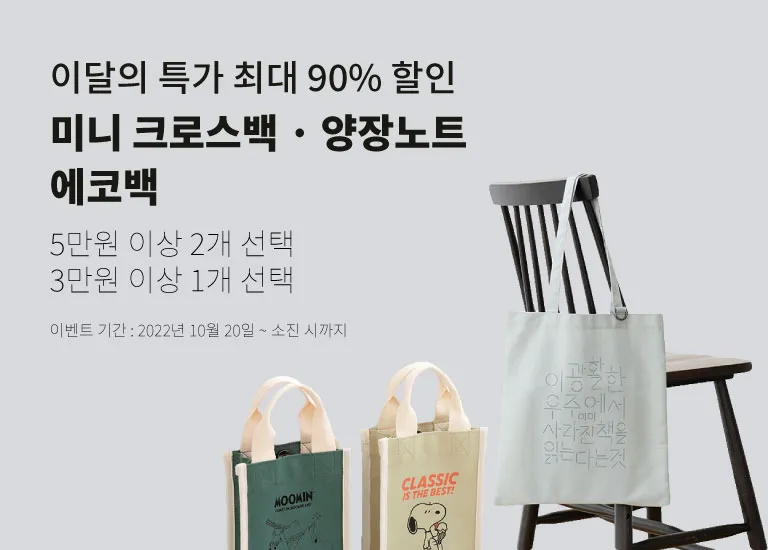 이달의 특가 최대 90% 할인
미니 크로스백 · 양장노트
에코백
5만원 이상 2개 선택
3만원 이상 1개 선택
이벤트 기간 : 2022년 10월 20일 ~ 소진 시까지
이광활한
우주에서
이미
사라진책을
읽는다는것
CLASSIC
IS THE BEST!
MOOMIN